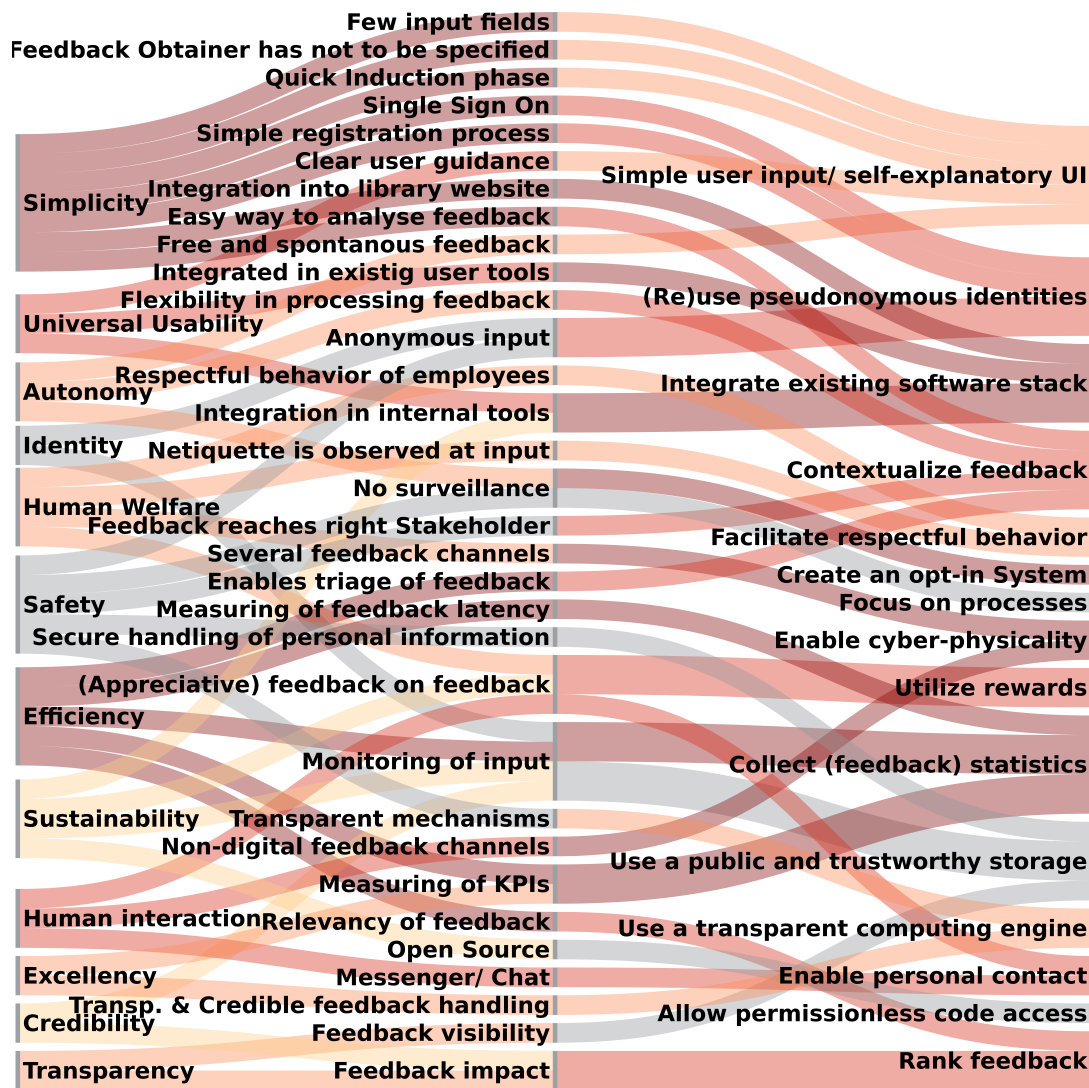 Few input fields
Feedback Obtainer has not to be specified
Quick Induction phase
Single Sign On
Simple registration process
Clear user guidance
Integration into library website
Easy way to analyse feedback
Free and spontanous feedback
Integrated in existig user tools
Flexibility in processing feedback
Anonymous input
Respectful behavior of employees
Integration in internal tools
Netiquette is observed at input
No surveillance
Feedback reaches right Stakeholder
Several feedback channels
Enables triage of feedback
Measuring of feedback latency
Secure handling of personal information
(Appreciative) feedback on feedback
Monitoring of input
Transparent mechanisms
Non-digital feedback channels
Measuring of KPIs
Relevancy of feedback
Open Source
Messenger/ Chat
Transp. & Credible feedback handling
Feedback visibility
Feedback impact
Simplicity
Universal Usability
Autonomy
Identity
Human Welfare
Safety
Efficiency
Sustainability
Human interaction
Excellency
Credibility
Transparency
Simple user input/ self-explanatory UI
(Re)use pseudonoymous identities
Integrate existing software stack
Contextualize feedback
Facilitate respectful behavior
Create an opt-in System
Focus on processes
Enable cyber-physicality
Utilize rewards
Collect (feedback) statistics
Use a public and trustworthy storage
Use a transparent computing engine
Enable personal contact
Allow permissionless code access
Rank feedback